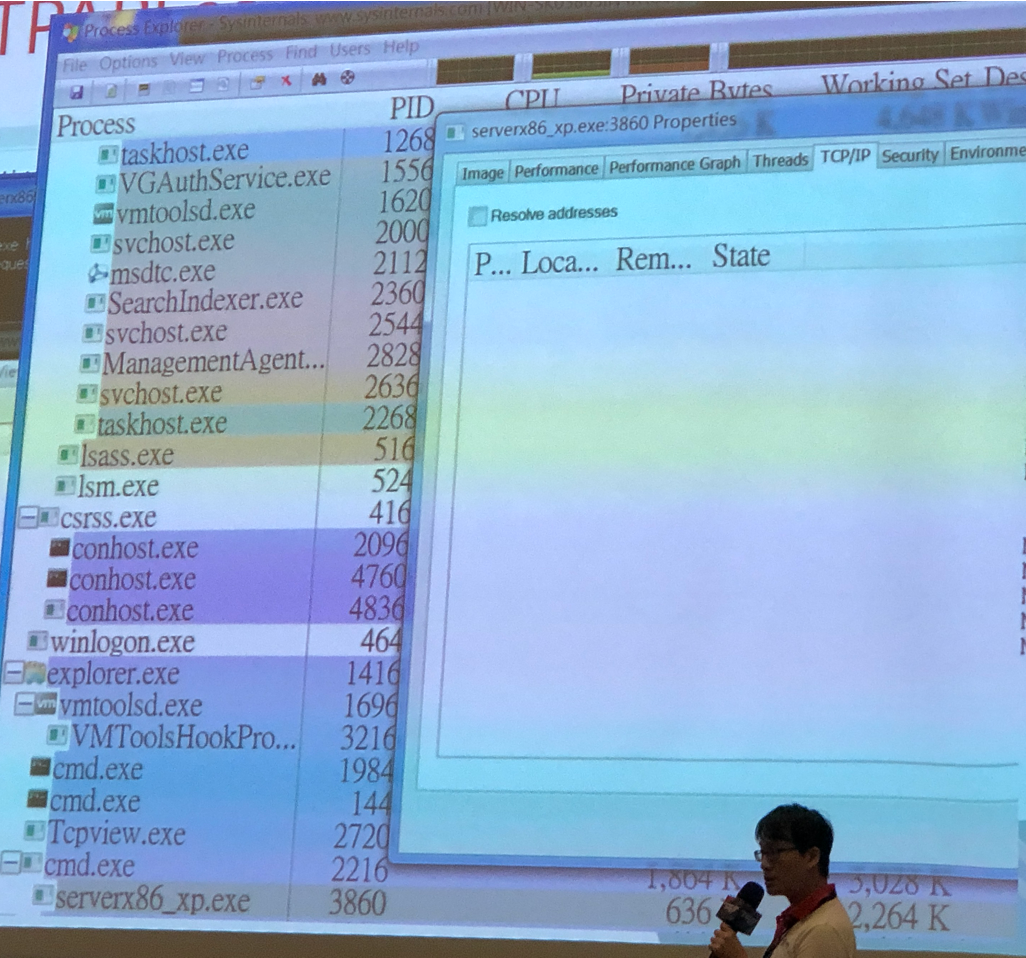 Process Explorer - Sysinternals: www.sysinternals.com
File Options View Process Find Users Help
Process PID CPU Private Bytes Working Set Des
taskhost.exe 1268
VGAuthService.exe 1556
vmtoolsd.exe 1620
svchost.exe 2000
msdtc.exe 2112
SearchIndexer.exe 2360
svchost.exe 2544
ManagementAgent... 2828
svchost.exe 2636
taskhost.exe 2268
lsass.exe 516
lsm.exe 524
csrss.exe 416
conhost.exe 2096
conhost.exe 4760
conhost.exe 4836
winlogon.exe 464
explorer.exe 1416
vmtoolsd.exe 1696
VMToolsHookPro... 3216
cmd.exe 1984
cmd.exe 144
Tcpview.exe 2720
cmd.exe 2216 1,864 K 3,028 K
serverx86_xp.exe 3860 636 2,264 K
serverx86_xp.exe:3860 Properties
Image Performance Performance Graph Threads TCP/IP Security Environme
Resolve addresses
P... Loca... Rem... State